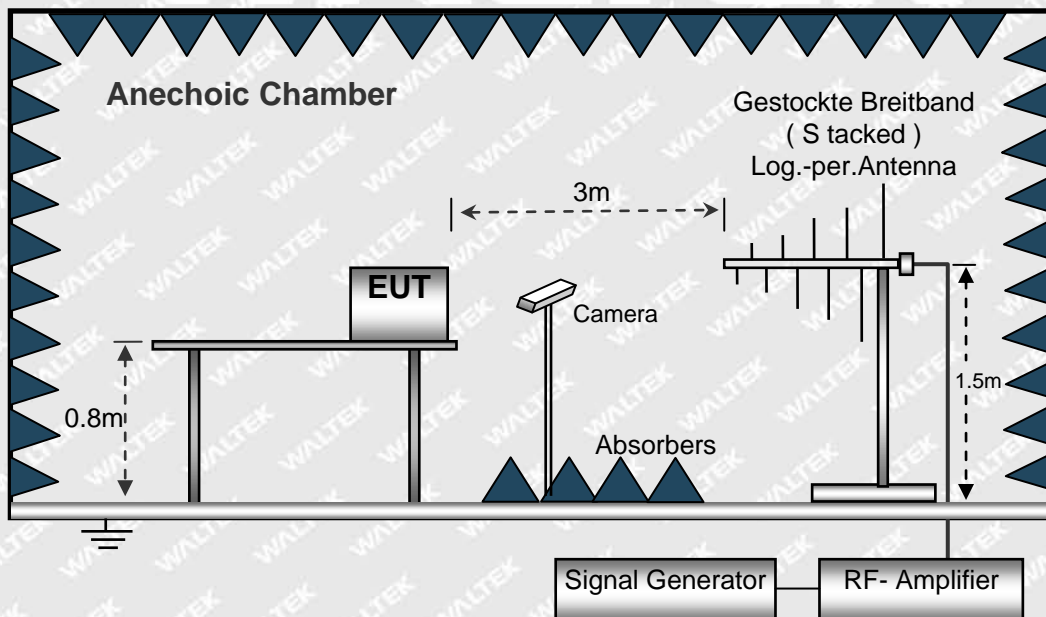 Anechoic Chamber
Gestockte Breitband
( S tacked )
Log.-per.Antenna
3m
EUT
Camera
0.8m
1.5m
Absorbers
Signal Generator
RF- Amplifier
WALTEK